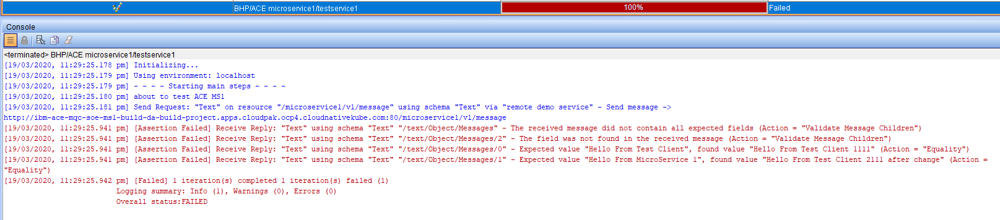 BHP/ACE microservice1/testservice1 100% Failed
Console
<terminated> BHP/ACE microservice1/testservice1
[19/03/2020, 11:29:25.178 pm] Initializing...
[19/03/2020, 11:29:25.179 pm] Using environment: localhost
[19/03/2020, 11:29:25.179 pm] - - - - Starting main steps - - - -
[19/03/2020, 11:29:25.180 pm] about to test ACE MS1
[19/03/2020, 11:29:25.181 pm] Send Request: "Text" on resource "/microservice1/v1/message" using schema "Text" via "remote demo service" - Send message ->
http://ibm-ace-mqc-soe-ms1-build-da-build-project.apps.cloudpak.ocp4.cloudnativekube.com:80/microservice1/v1/message
[19/03/2020, 11:29:25.941 pm] [Assertion Failed] Receive Reply: "Text" using schema "Text" "/text/Object/Messages" - The received message did not contain all expected fields (Action = "Validate Message Children")
[19/03/2020, 11:29:25.941 pm] [Assertion Failed] Receive Reply: "Text" using schema "Text" "/text/Object/Messages/2" - The field was not found in the received message (Action = "Validate Message Children")
[19/03/2020, 11:29:25.941 pm] [Assertion Failed] Receive Reply: "Text" using schema "Text" "/text/Object/Messages/0" - Expected value "Hello From Test Client", found value "Hello From Test Client 1111" (Action = "Equality")
[19/03/2020, 11:29:25.941 pm] [Assertion Failed] Receive Reply: "Text" using schema "Text" "/text/Object/Messages/1" - Expected value "Hello From MicroService 1", found value "Hello From Test Client 2111 after change" (Action =
"Equality")
[19/03/2020, 11:29:25.942 pm] [Failed] 1 iteration(s) completed 1 iteration(s) failed (1)
Logging summary: Info (1), Warnings (0), Errors (0)
Overall status:FAILED